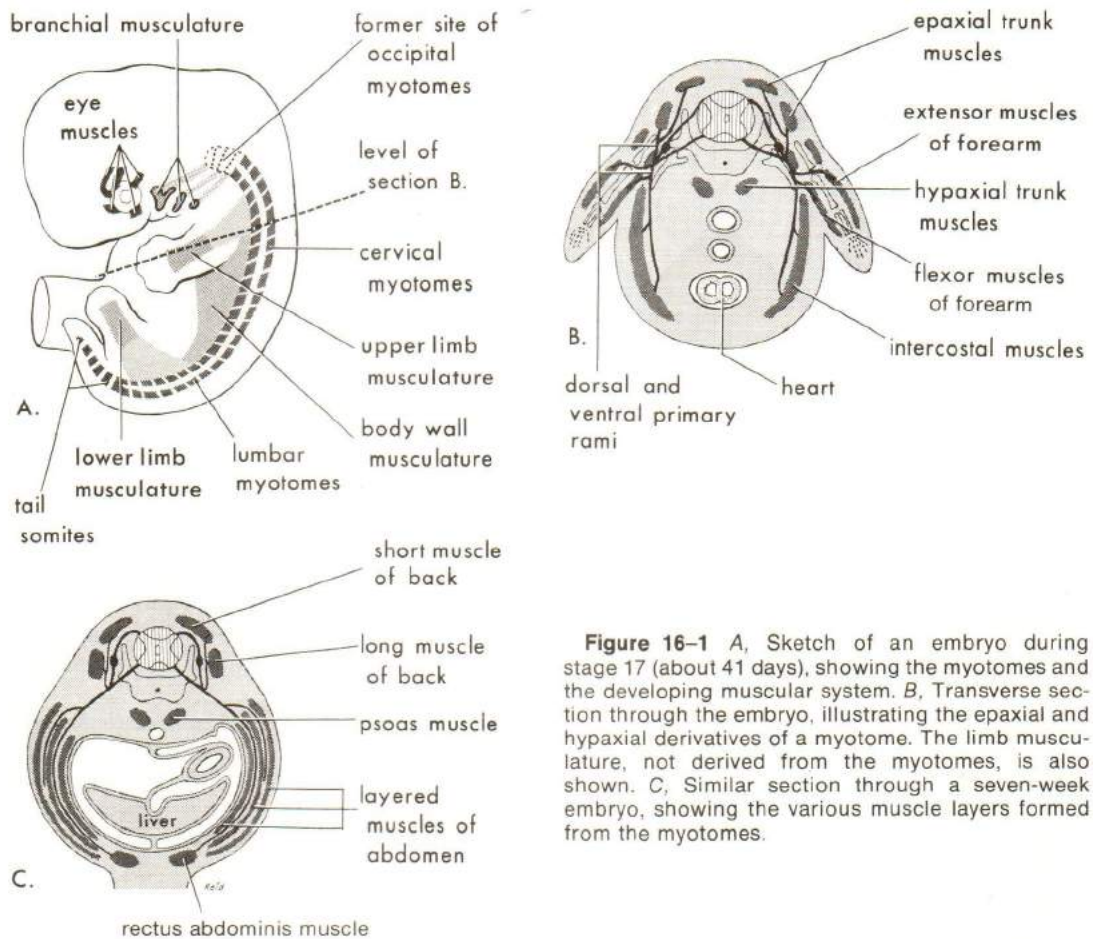 branchial musculature
former site of
occipital
myotomes
eye
muscles
level of
section B.
cervical
myotomes
upper limb
musculature
body wall
musculature
A.
lower limb
musculature
lumbar
myotomes
tail
somites
epaxial trunk
muscles
extensor muscles
of forearm
hypaxial trunk
muscles
flexor muscles
of forearm
intercostal muscles
B.
dorsal and
ventral primary
rami
heart
short muscle
of back
long muscle
of back
psoas muscle
liver
layered
muscles of
abdomen
C.
rectus abdominis muscle
Figure 16–1 A, Sketch of an embryo during
stage 17 (about 41 days), showing the myotomes and
the developing muscular system. B, Transverse sec-
tion through the embryo, illustrating the epaxial and
hypaxial derivatives of a myotome. The limb muscu-
lature, not derived from the myotomes, is also
shown. C, Similar section through a seven-week
embryo, showing the various muscle layers formed
from the myotomes.